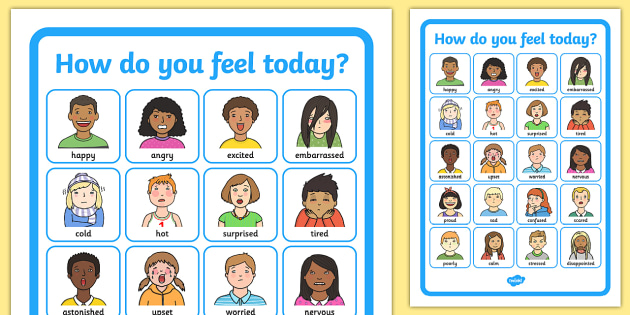 How do you feel today?
happy angry excited embarrassed
cold hot surprised tired
astonished upset worried nervous
How do you feel today?
happy angry excited embarrassed
cold hot surprised tired
astonished upset worried nervous
proud sad confused scared
poorly calm stressed disappointed
twinkl